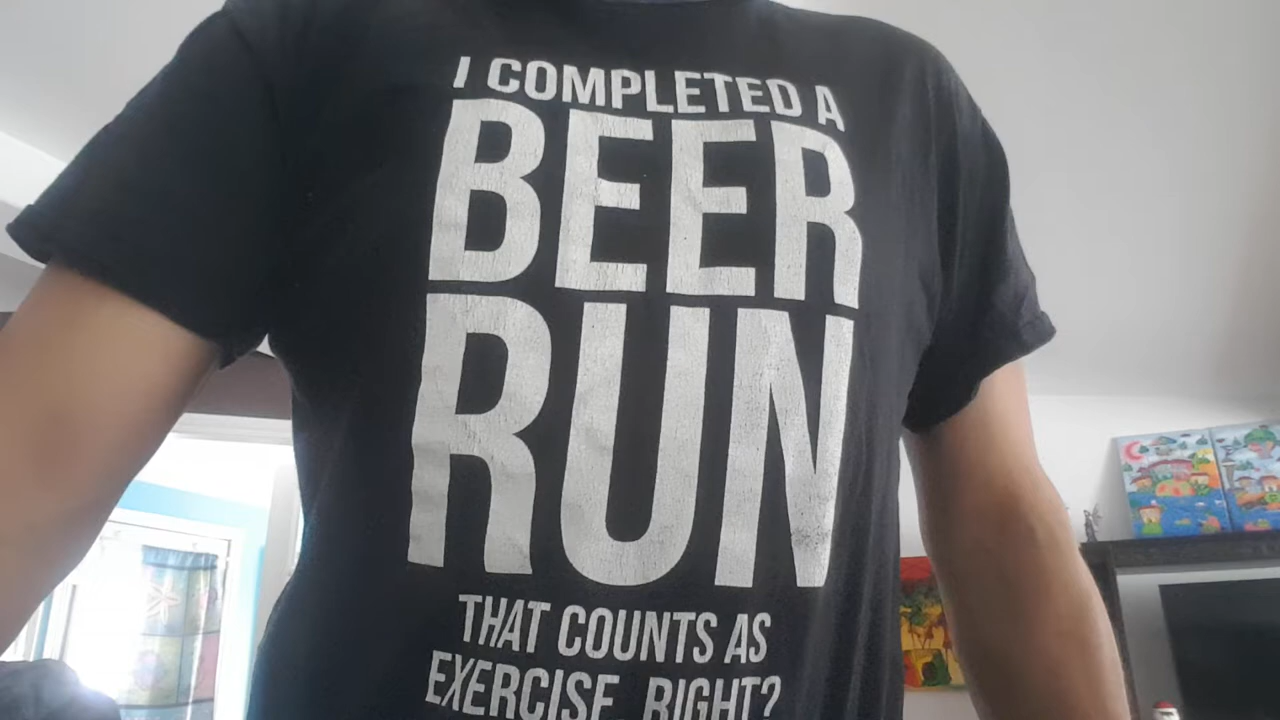 I COMPLETED A
BEER
RUN
THAT COUNTS AS
EXERCISE, RIGHT?